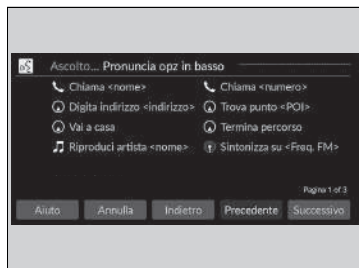 Ascolto... Pronuncia opz in basso
Chiama <nome> Chiama <numero>
Digita indirizzo <indirizzo> Trova punto <POI>
Vai a casa Termina percorso
Riproduci artista <nome> Sintonizza su <Freq. FM>
Pagina 1 of 3
Aiuto Annulla Indietro Precedente Successivo